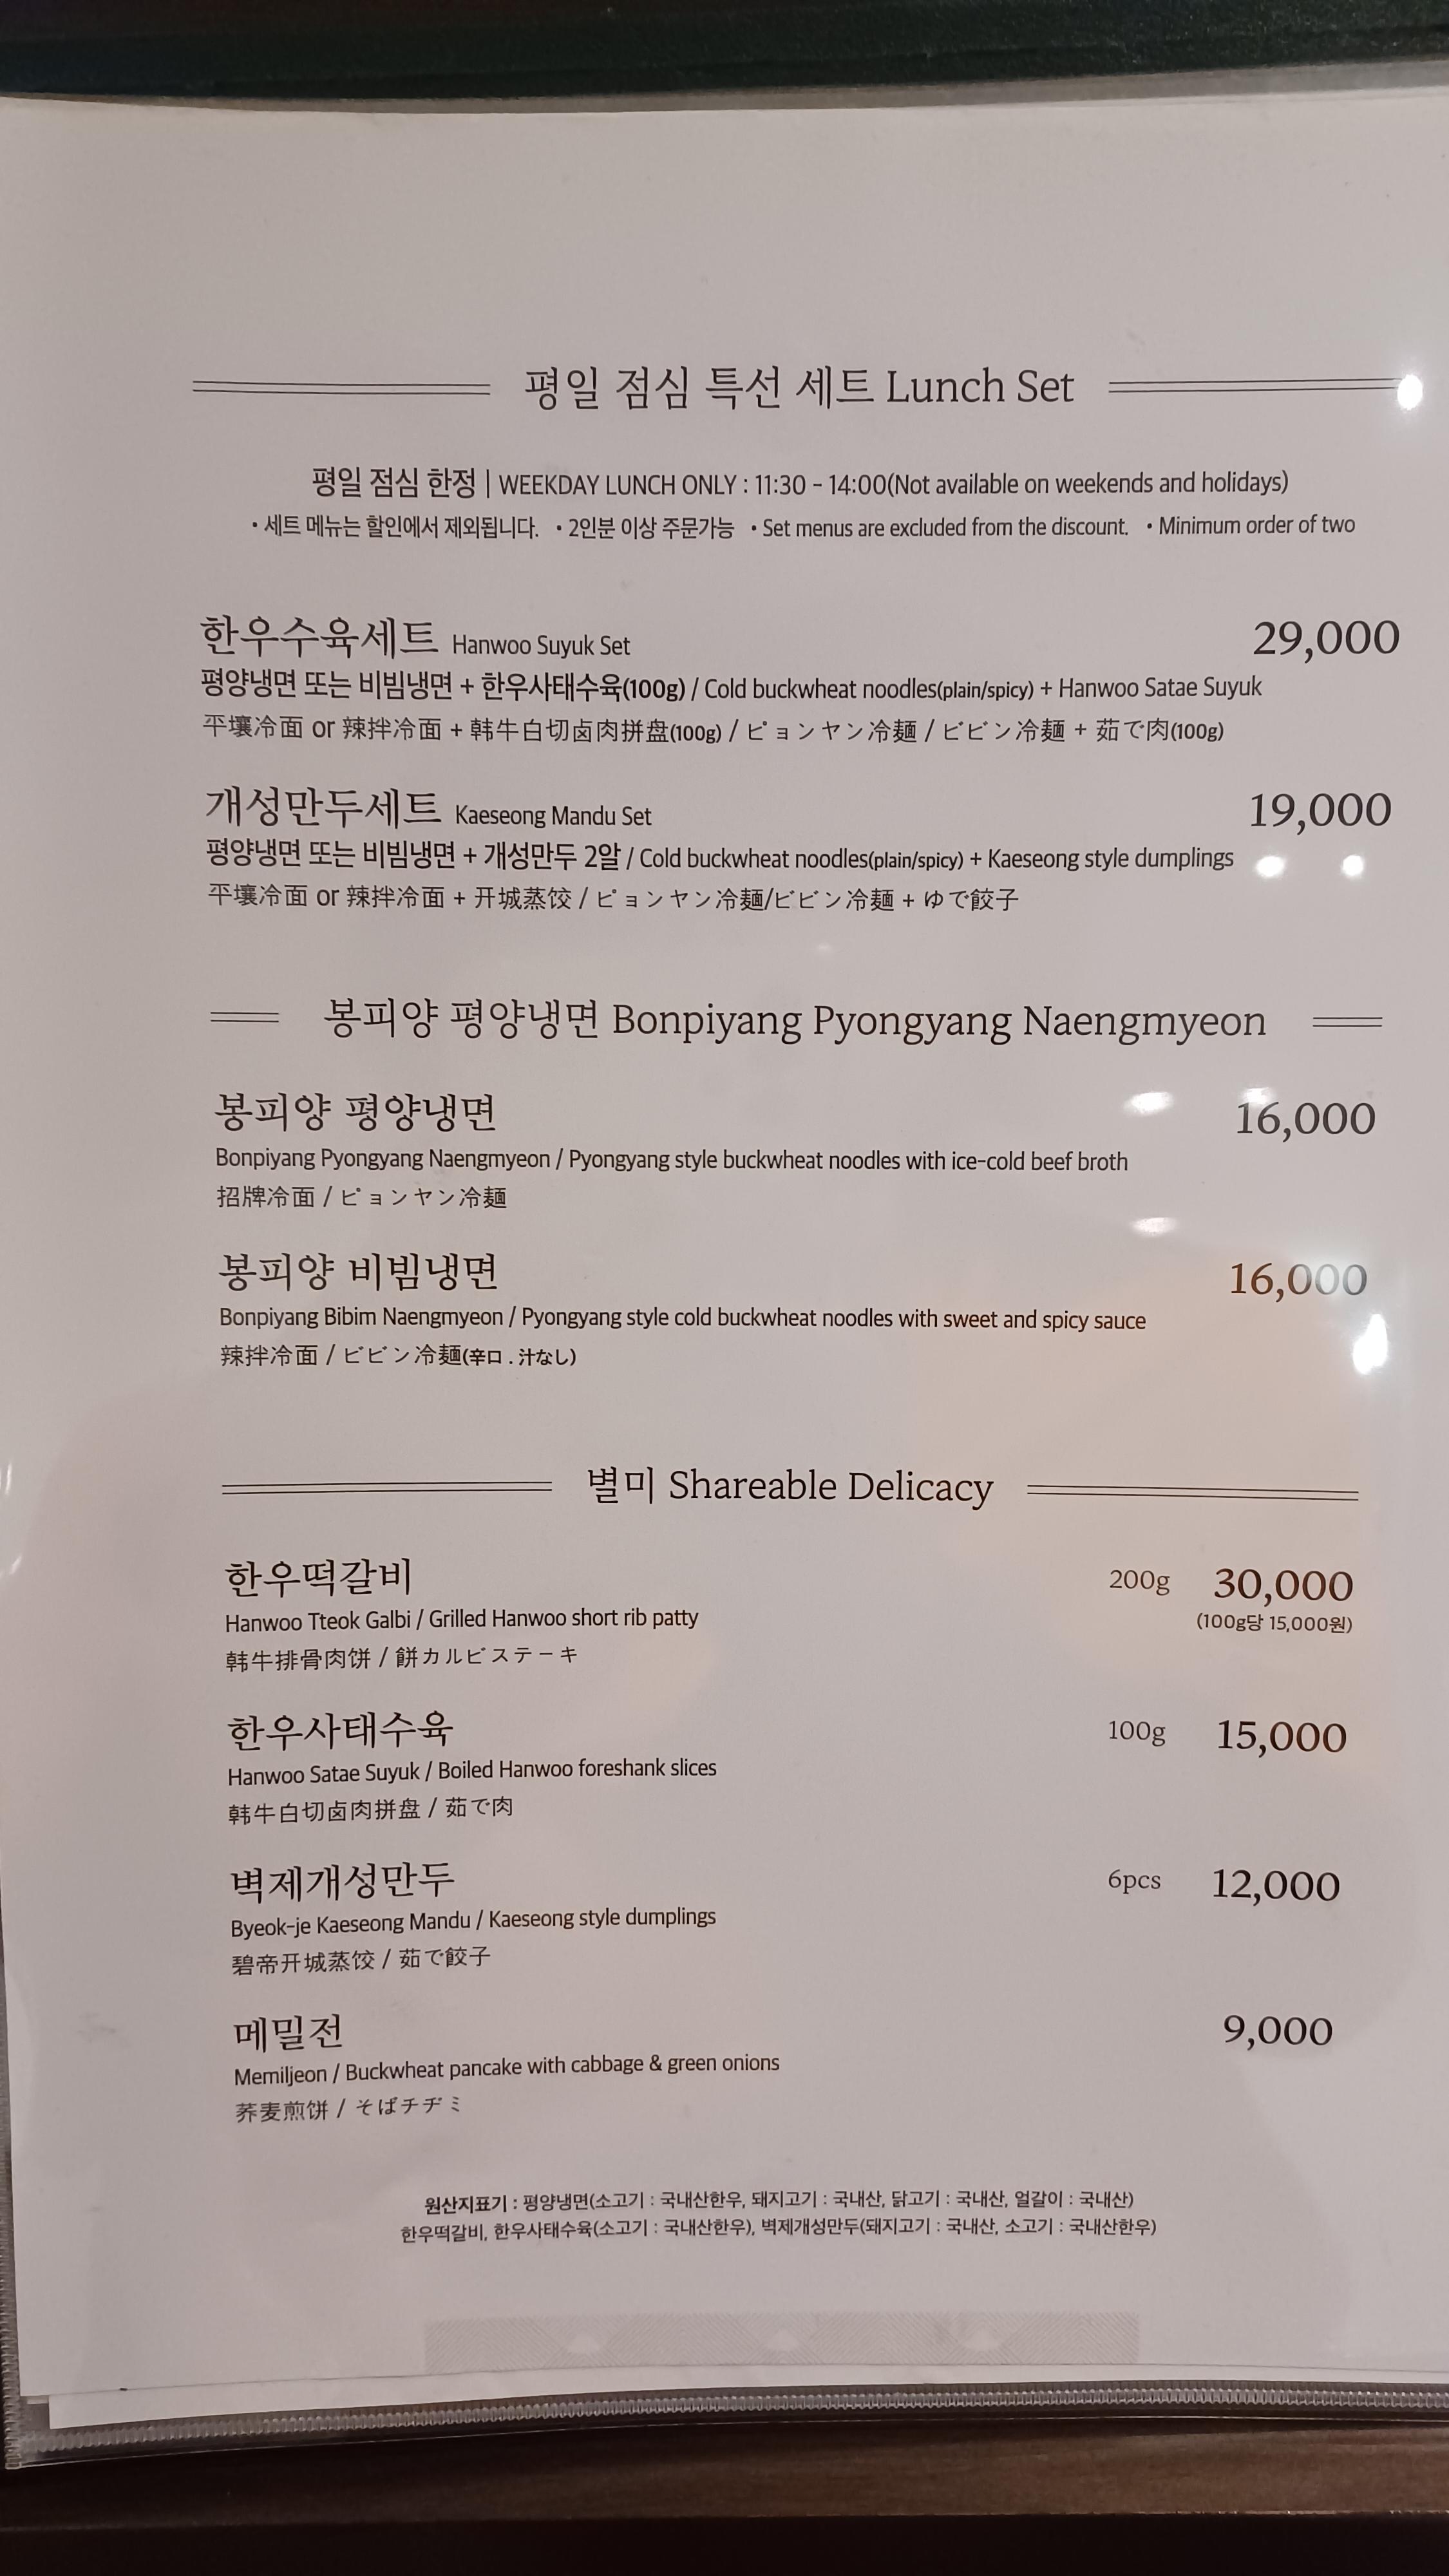 평일 점심 특선 세트 Lunch Set
평일 점심 한정 | WEEKDAY LUNCH ONLY : 11:30 - 14:00(Not available on weekends and holidays)
• 세트 메뉴는 할인에서 제외됩니다. • 2인분 이상 주문가능 • Set menus are excluded from the discount. • Minimum order of two
한우수육세트 Hanwoo Suyuk Set 29,000
평양냉면 또는 비빔냉면 + 한우사태수육(100g) / Cold buckwheat noodles(plain/spicy) + Hanwoo Satae Suyuk
平壤冷面 or 辣拌冷面 + 韩牛白切卤肉拼盘(100g) / ピョンヤン冷麺 / ビビン冷麺 + 茹で肉(100g)
개성만두세트 Kaeseong Mandu Set 19,000
평양냉면 또는 비빔냉면 + 개성만두 2알 / Cold buckwheat noodles(plain/spicy) + Kaeseong style dumplings
平壤冷面 or 辣拌冷面 + 开城蒸饺 / ピョンヤン冷麺/ビビン冷麺 + ゆで餃子
봉피양 평양냉면 Bonpiyang Pyongyang Naengmyeon
봉피양 평양냉면 16,000
Bonpiyang Pyongyang Naengmyeon / Pyongyang style buckwheat noodles with ice-cold beef broth
招牌冷面 / ピョンヤン冷麺
봉피양 비빔냉면 16,000
Bonpiyang Bibim Naengmyeon / Pyongyang style cold buckwheat noodles with sweet and spicy sauce
辣拌冷面 / ビビン冷麺(辛口 . 汁なし)
별미 Shareable Delicacy
한우떡갈비 200g 30,000
Hanwoo Tteok Galbi / Grilled Hanwoo short rib patty (100g당 15,000원)
韩牛排骨肉饼 / 餅カルビステーキ
한우사태수육 100g 15,000
Hanwoo Satae Suyuk / Boiled Hanwoo foreshank slices
韩牛白切卤肉拼盘 / 茹で肉
벽제개성만두 6pcs 12,000
Byeok-je Kaeseong Mandu / Kaeseong style dumplings
碧帝开城蒸饺 / 茹で餃子
메밀전 9,000
Memiljeon / Buckwheat pancake with cabbage & green onions
荞麦煎饼 / そばチヂミ
원산지표기 : 평양냉면(소고기 : 국내산한우, 돼지고기 : 국내산, 닭고기 : 국내산, 얼갈이 : 국내산)
한우떡갈비, 한우사태수육(소고기 : 국내산한우), 벽제개성만두(돼지고기 : 국내산, 소고기 : 국내산한우)